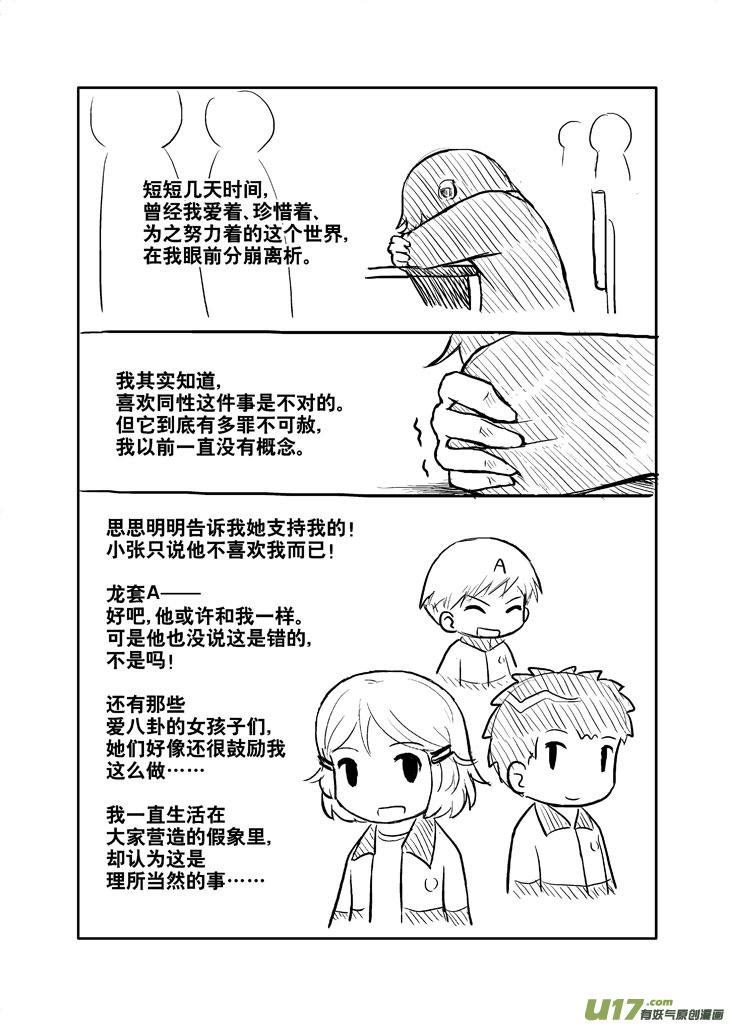 短短几天时间,
曾经我爱着、珍惜着、
为之努力着的这个世界,
在我眼前分崩离析。
我其实知道,
喜欢同性这件事是不对的。
但它到底有多罪不可赦,
我以前一直没有概念。
思思明明告诉我她支持我的!
小张只说他不喜欢我而已!
龙套A——
好吧,他或许和我一样。
可是他也没说这是错的,
不是吗!
还有那些
爱八卦的女孩子们,
她们好像还很鼓励我
这么做……
我一直生活在
大家营造的假象里,
却认为这是
理所当然的事……
A
U17.com
有妖气原创漫画